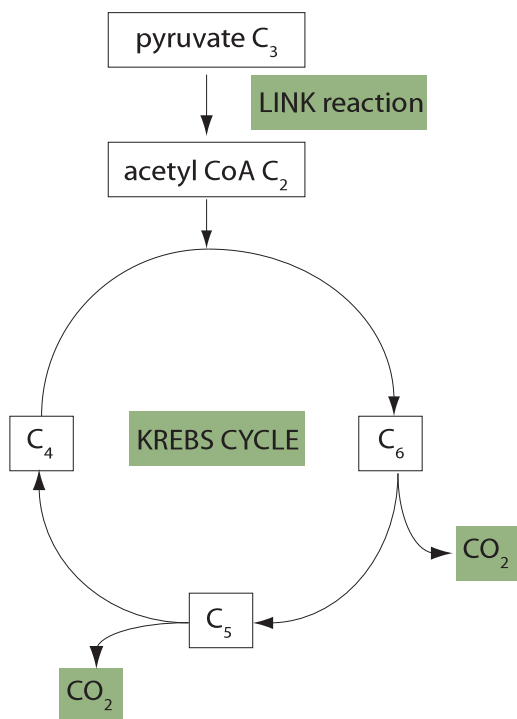 pyruvate C₃
LINK reaction
acetyl CoA C₂
C₄
KREBS CYCLE
C₆
CO₂
C₅
CO₂